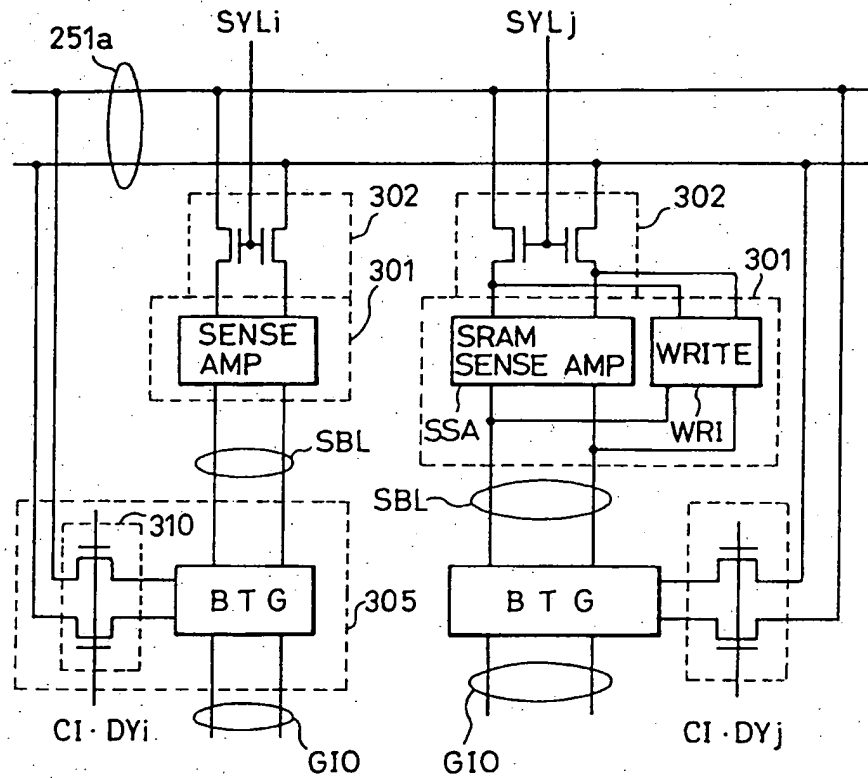 SYLi
SYLj
251a
302
302
301
301
SENSE
AMP
SRAM
SENSE AMP
WRITE
SSA
WRI
SBL
SBL
310
BTG
305
BTG
CI·DYi
GIO
GIO
CI·DYj